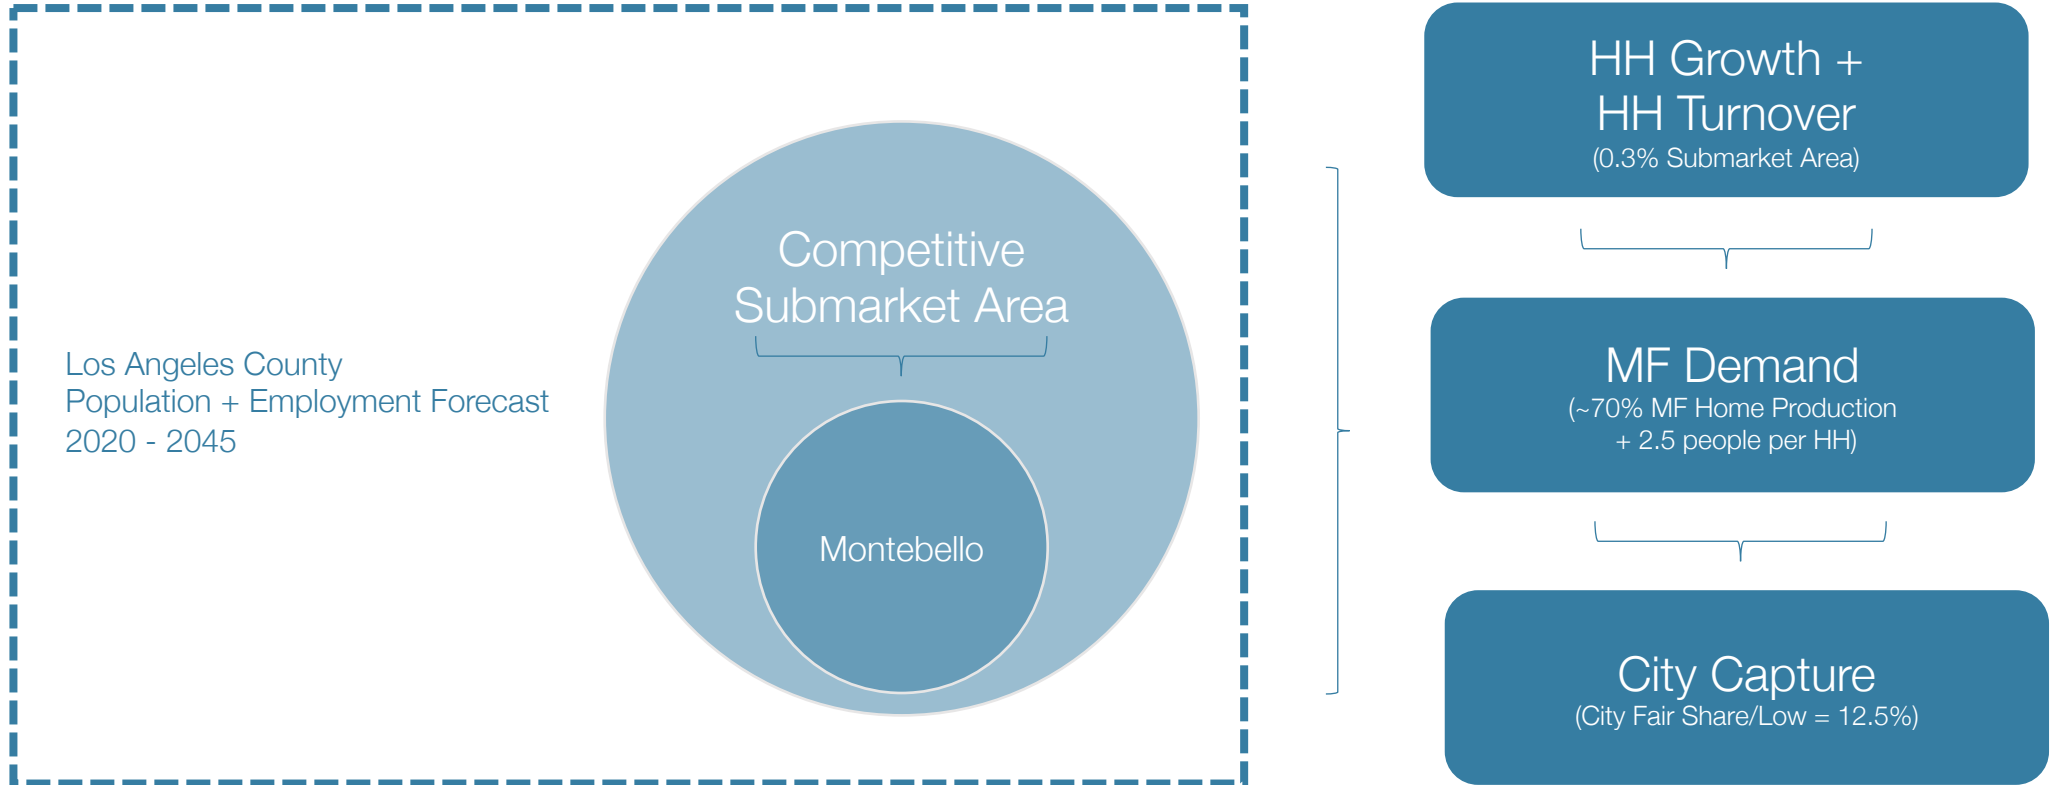 Los Angeles County
Population + Employment Forecast
2020 - 2045
Competitive
Submarket Area
Montebello
HH Growth +
HH Turnover
(0.3% Submarket Area)
MF Demand
(~70% MF Home Production
+ 2.5 people per HH)
City Capture
(City Fair Share/Low = 12.5%)